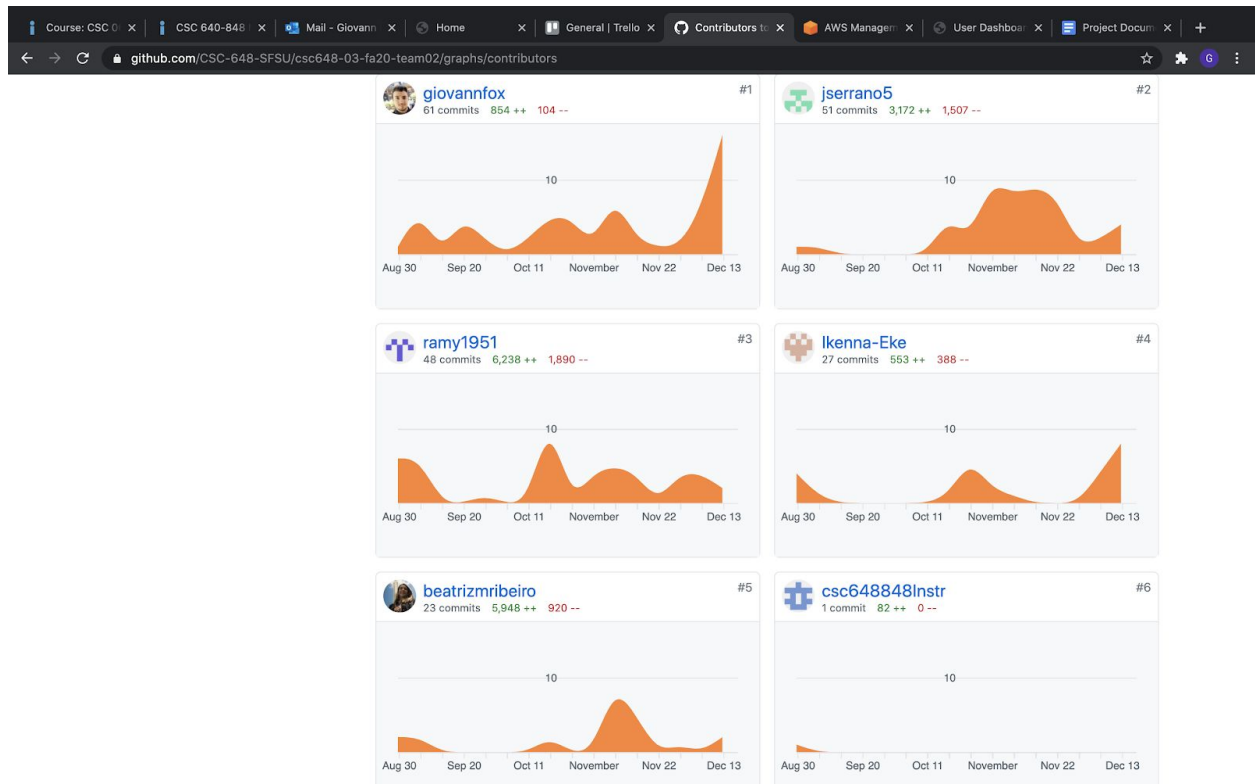 Course: CSC 0 CSC 640-848 Mail - Giovann Home General | Trello Contributors to AWS Managem User Dashboar Project Docum
github.com/CSC-648-SFSU/csc648-03-fa20-team02/graphs/contributors G
giovannfox #1
61 commits 854 ++ 104 --
10
Aug 30 Sep 20 Oct 11 November Nov 22 Dec 13
jserrano5 #2
51 commits 3,172 ++ 1,507 --
10
Aug 30 Sep 20 Oct 11 November Nov 22 Dec 13
ramy1951 #3
48 commits 6,238 ++ 1,890 --
10
Aug 30 Sep 20 Oct 11 November Nov 22 Dec 13
Ikenna-Eke #4
27 commits 553 ++ 388 --
10
Aug 30 Sep 20 Oct 11 November Nov 22 Dec 13
beatrizmribeiro #5
23 commits 5,948 ++ 920 --
10
Aug 30 Sep 20 Oct 11 November Nov 22 Dec 13
csc648848Instr #6
1 commit 82 ++ 0 --
10
Aug 30 Sep 20 Oct 11 November Nov 22 Dec 13